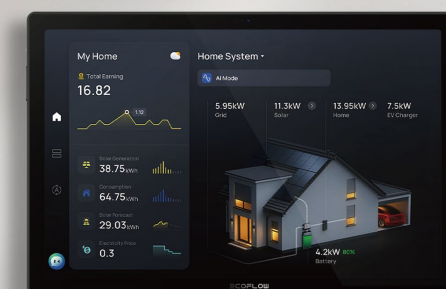 My Home
Total Earning
16.82
1.12
Solar Generation
38.75kWh
Consumption
64.75kWh
Solar Forecast
29.03kWh
Electricity Price
0.3
Home System
AI Mode
5.95kW
Grid
11.3kW
Solar
13.95kW
Home
7.5kW
EV Charger
4.2kW 80%
Battery
ECOFLOW